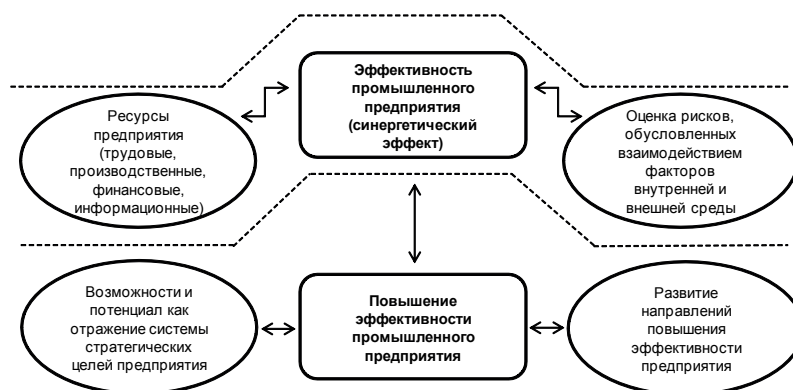 Эффективность
промышленного
предприятия
(синергетический
эффект)
Ресурсы
предприятия
(трудовые,
производственные,
финансовые,
информационные)
Оценка рисков,
обусловленных
взаимодействием
факторов
внутренней и
внешней среды
Возможности и
потенциал как
отражение системы
стратегических
целей предприятия
Повышение
эффективности
промышленного
предприятия
Развитие
направлений
повышения
эффективности
предприятия